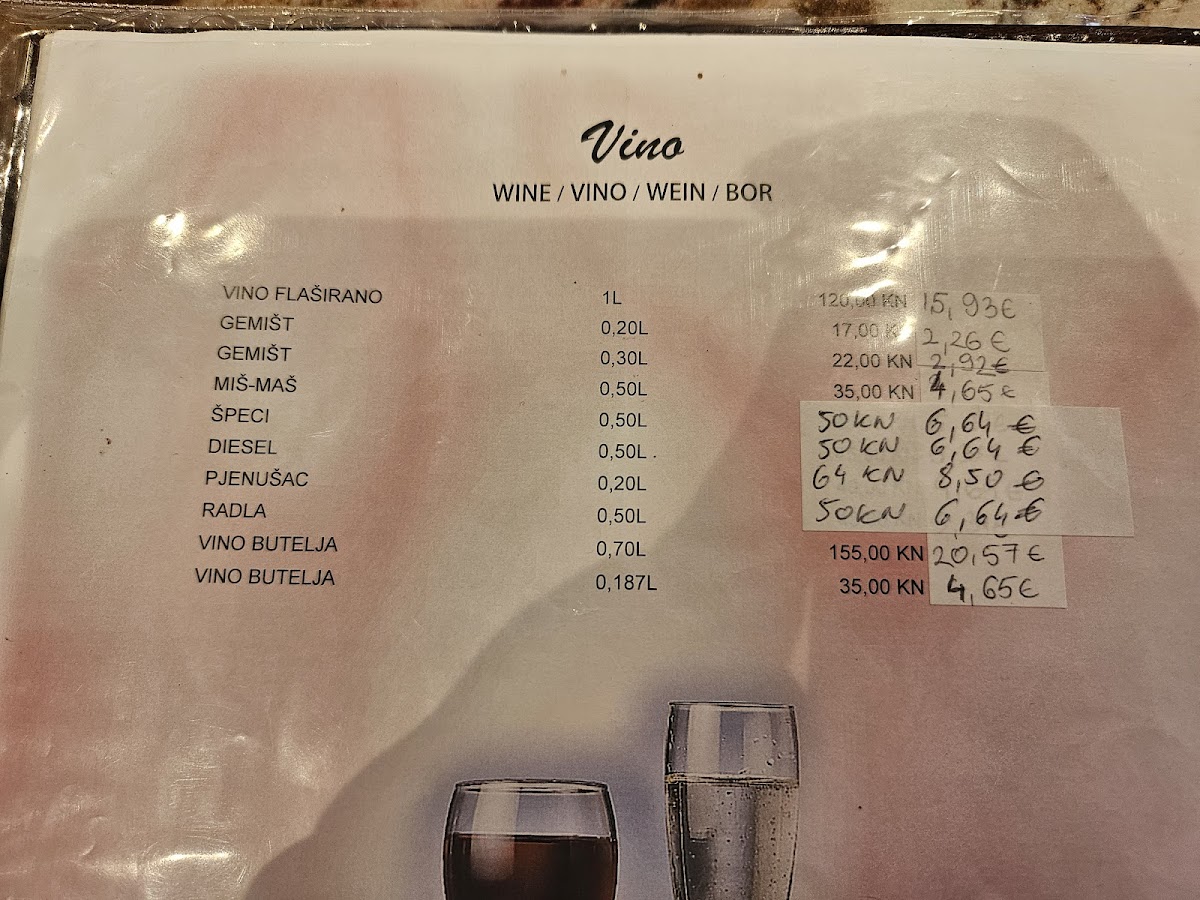 Vino
WINE / VINO / WEIN / BOR
VINO FLAŠIRANO 1L 120,00 KN 15,93€
GEMIŠT 0,20L 17,00 K 2,26€
GEMIŠT 0,30L 22,00 KN 2,92€
MIŠ-MAŠ 0,50L 35,00 KN 4,65€
ŠPECI 0,50L 50KN 6,64 €
DIESEL 0,50L . 50KN 6,64 €
PJENUŠAC 0,20L 64 KN 8,50 €
RADLA 0,50L 50KN 6,64€
VINO BUTELJA 0,70L 155,00 KN 20,57€
VINO BUTELJA 0,187L 35,00 KN 4,65€